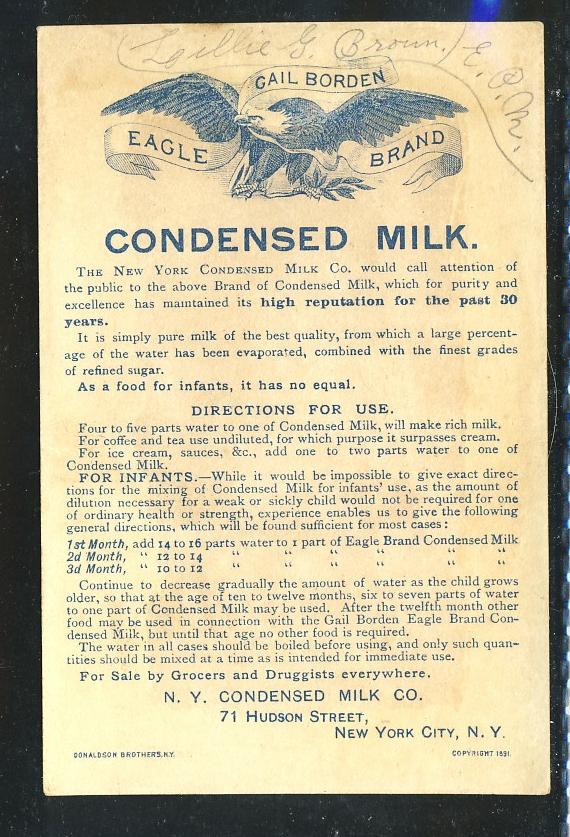 (Lillie G. Brown.) E. P. M.
GAIL BORDEN
EAGLE BRAND
CONDENSED MILK.
THE NEW YORK CONDENSED MILK CO. would call attention of
the public to the above Brand of Condensed Milk, which for purity and
excellence has maintained its high reputation for the past 30
years.
It is simply pure milk of the best quality, from which a large percent-
age of the water has been evaporated, combined with the finest grades
of refined sugar.
As a food for infants, it has no equal.
DIRECTIONS FOR USE.
Four to five parts water to one of Condensed Milk, will make rich milk.
For coffee and tea use undiluted, for which purpose it surpasses cream.
For ice cream, sauces, &c., add one to two parts water to one of
Condensed Milk.
FOR INFANTS.—While it would be impossible to give exact direc-
tions for the mixing of Condensed Milk for infants' use, as the amount of
dilution necessary for a weak or sickly child would not be required for one
of ordinary health or strength, experience enables us to give the following
general directions, which will be found sufficient for most cases:
1st Month, add 14 to 16 parts water to 1 part of Eagle Brand Condensed Milk
2d Month, " 12 to 14 " " " " " "
3d Month, " 10 to 12 " " " " " "
Continue to decrease gradually the amount of water as the child grows
older, so that at the age of ten to twelve months, six to seven parts of water
to one part of Condensed Milk may be used. After the twelfth month other
food may be used in connection with the Gail Borden Eagle Brand Con-
densed Milk, but until that age no other food is required.
The water in all cases should be boiled before using, and only such quan-
tities should be mixed at a time as is intended for immediate use.
For Sale by Grocers and Druggists everywhere.
N. Y. CONDENSED MILK CO.
71 HUDSON STREET,
NEW YORK CITY, N. Y.
DONALDSON BROTHERS, N.Y. COPYRIGHT 1891.